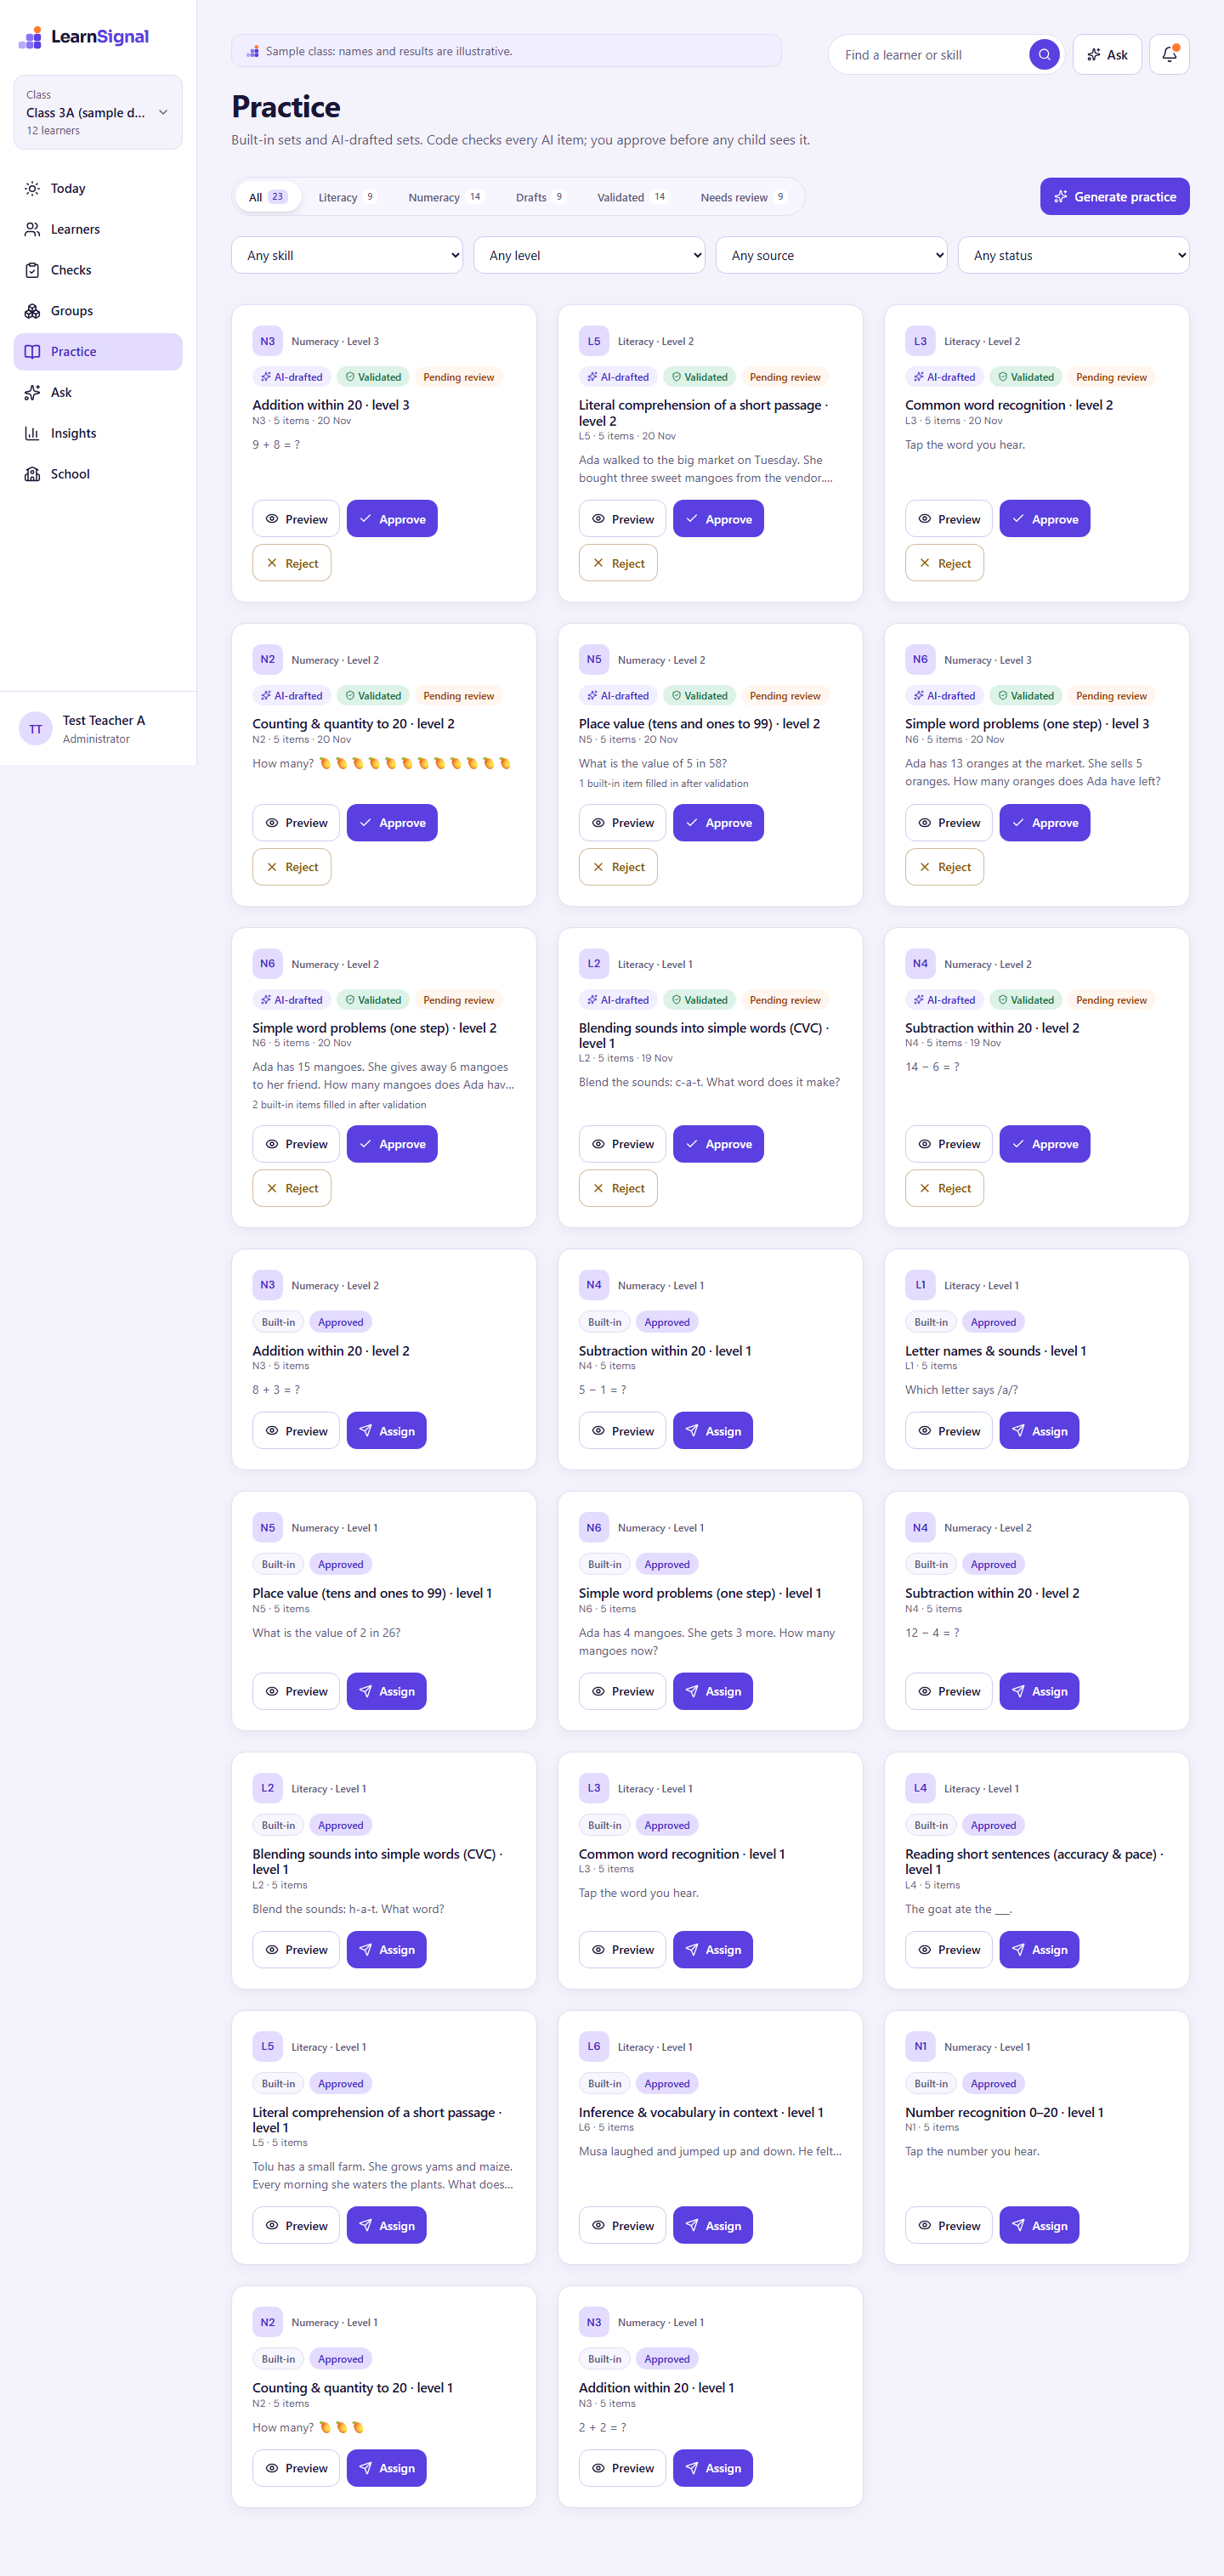 LearnSignal
Class
Class 3A (sample d...
12 learners
Today
Learners
Checks
Groups
Practice
Ask
Insights
School
TT
Test Teacher A
Administrator
Sample class: names and results are illustrative.
Find a learner or skill
Ask
Practice
Built-in sets and AI-drafted sets. Code checks every AI item; you approve before any child sees it.
All 23
Literacy 9
Numeracy 14
Drafts 9
Validated 14
Needs review 9
Generate practice
Any skill
Any level
Any source
Any status
N3 Numeracy · Level 3
AI-drafted Validated Pending review
Addition within 20 · level 3
N3 · 5 items · 20 Nov
9 + 8 = ?
Preview Approve
Reject
L5 Literacy · Level 2
AI-drafted Validated Pending review
Literal comprehension of a short passage ·
level 2
L5 · 5 items · 20 Nov
Ada walked to the big market on Tuesday. She
bought three sweet mangoes from the vendor....
Preview Approve
Reject
L3 Literacy · Level 2
AI-drafted Validated Pending review
Common word recognition · level 2
L3 · 5 items · 20 Nov
Tap the word you hear.
Preview Approve
Reject
N2 Numeracy · Level 2
AI-drafted Validated Pending review
Counting & quantity to 20 · level 2
N2 · 5 items · 20 Nov
How many? 🥭🥭🥭🥭🥭🥭🥭🥭🥭🥭🥭🥭
Preview Approve
Reject
N5 Numeracy · Level 2
AI-drafted Validated Pending review
Place value (tens and ones to 99) · level 2
N5 · 5 items · 20 Nov
What is the value of 5 in 58?
1 built-in item filled in after validation
Preview Approve
Reject
N6 Numeracy · Level 3
AI-drafted Validated Pending review
Simple word problems (one step) · level 3
N6 · 5 items · 20 Nov
Ada has 13 oranges at the market. She sells 5
oranges. How many oranges does Ada have left?
Preview Approve
Reject
N6 Numeracy · Level 2
AI-drafted Validated Pending review
Simple word problems (one step) · level 2
N6 · 5 items · 20 Nov
Ada has 15 mangoes. She gives away 6 mangoes
to her friend. How many mangoes does Ada hav...
2 built-in items filled in after validation
Preview Approve
Reject
L2 Literacy · Level 1
AI-drafted Validated Pending review
Blending sounds into simple words (CVC) ·
level 1
L2 · 5 items · 19 Nov
Blend the sounds: c-a-t. What word does it make?
Preview Approve
Reject
N4 Numeracy · Level 2
AI-drafted Validated Pending review
Subtraction within 20 · level 2
N4 · 5 items · 19 Nov
14 − 6 = ?
Preview Approve
Reject
N3 Numeracy · Level 2
Built-in Approved
Addition within 20 · level 2
N3 · 5 items
8 + 3 = ?
Preview Assign
N4 Numeracy · Level 1
Built-in Approved
Subtraction within 20 · level 1
N4 · 5 items
5 − 1 = ?
Preview Assign
L1 Literacy · Level 1
Built-in Approved
Letter names & sounds · level 1
L1 · 5 items
Which letter says /a/?
Preview Assign
N5 Numeracy · Level 1
Built-in Approved
Place value (tens and ones to 99) · level 1
N5 · 5 items
What is the value of 2 in 26?
Preview Assign
N6 Numeracy · Level 1
Built-in Approved
Simple word problems (one step) · level 1
N6 · 5 items
Ada has 4 mangoes. She gets 3 more. How many
mangoes now?
Preview Assign
N4 Numeracy · Level 2
Built-in Approved
Subtraction within 20 · level 2
N4 · 5 items
12 − 4 = ?
Preview Assign
L2 Literacy · Level 1
Built-in Approved
Blending sounds into simple words (CVC) ·
level 1
L2 · 5 items
Blend the sounds: h-a-t. What word?
Preview Assign
L3 Literacy · Level 1
Built-in Approved
Common word recognition · level 1
L3 · 5 items
Tap the word you hear.
Preview Assign
L4 Literacy · Level 1
Built-in Approved
Reading short sentences (accuracy & pace) ·
level 1
L4 · 5 items
The goat ate the ___.
Preview Assign
L5 Literacy · Level 1
Built-in Approved
Literal comprehension of a short passage ·
level 1
L5 · 5 items
Tolu has a small farm. She grows yams and maize.
Every morning she waters the plants. What does...
Preview Assign
L6 Literacy · Level 1
Built-in Approved
Inference & vocabulary in context · level 1
L6 · 5 items
Musa laughed and jumped up and down. He felt...
Preview Assign
N1 Numeracy · Level 1
Built-in Approved
Number recognition 0–20 · level 1
N1 · 5 items
Tap the number you hear.
Preview Assign
N2 Numeracy · Level 1
Built-in Approved
Counting & quantity to 20 · level 1
N2 · 5 items
How many? 🥭🥭🥭
Preview Assign
N3 Numeracy · Level 1
Built-in Approved
Addition within 20 · level 1
N3 · 5 items
2 + 2 = ?
Preview Assign